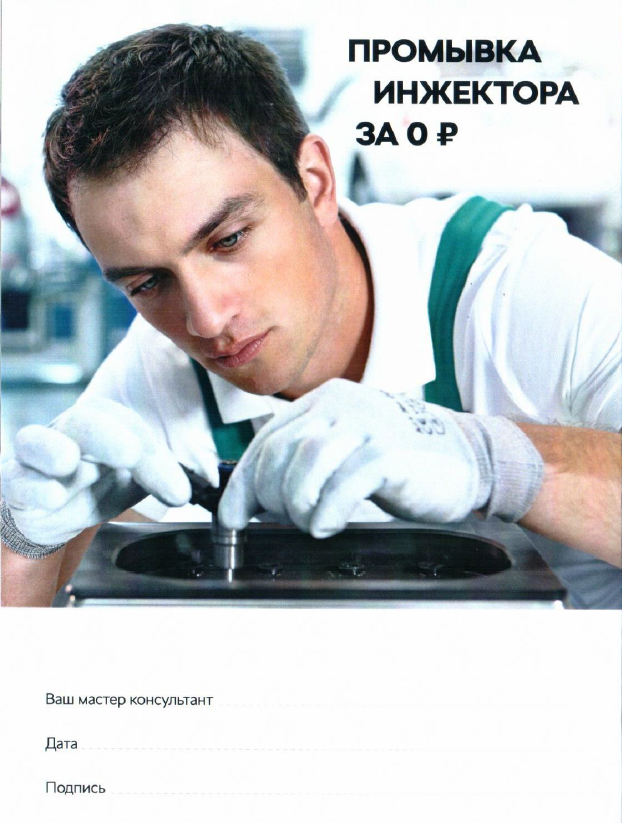 ПРОМЫВКА
ИНЖЕКТОРА
ЗА 0 ₽
Ваш мастер консультант
Дата
Подпись